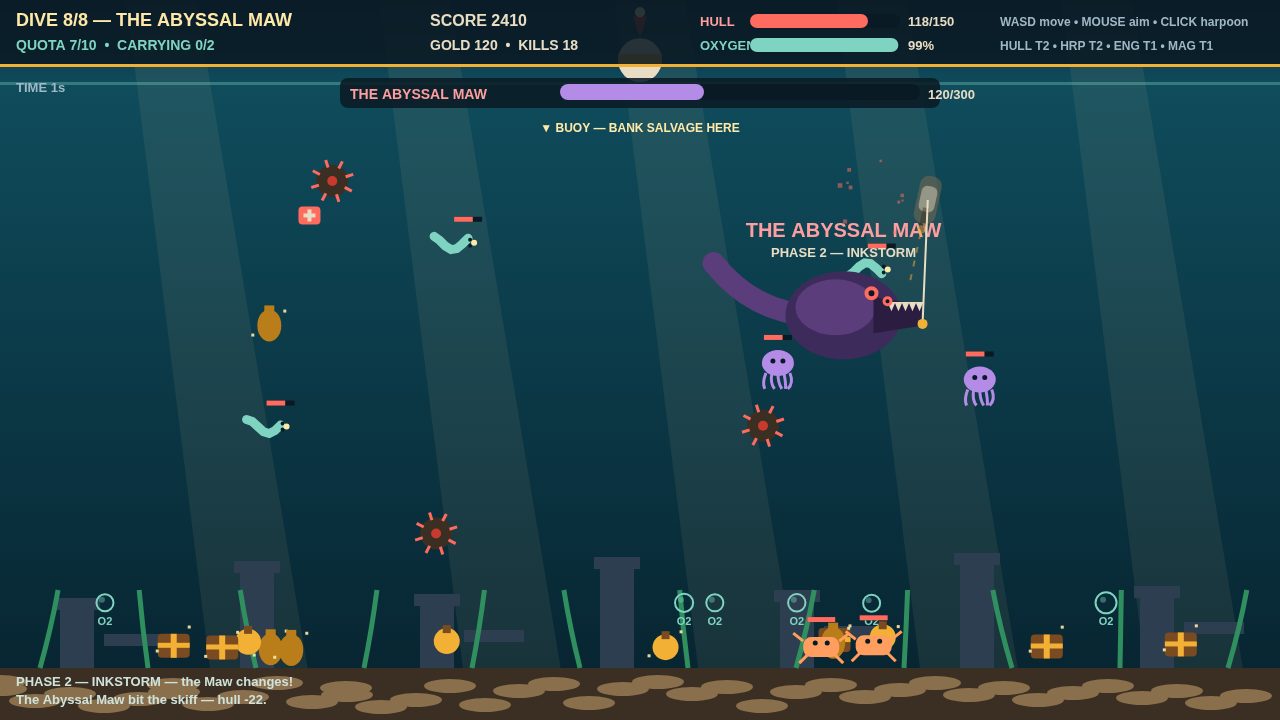 DIVE 8/8 — THE ABYSSAL MAW
SCORE 2410
HULL
118/150
WASD move • MOUSE aim • CLICK harpoon
QUOTA 7/10 • CARRYING 0/2
GOLD 120 • KILLS 18
OXYGEN
99%
HULL T2 • HRP T2 • ENG T1 • MAG T1
TIME 1s
THE ABYSSAL MAW
120/300
▼ BUOY — BANK SALVAGE HERE
THE ABYSSAL MAW
PHASE 2 — INKSTORM
O2
O2
O2
O2
O2
O2
PHASE 2 — INKSTORM — the Maw changes!
The Abyssal Maw bit the skiff — hull -22.